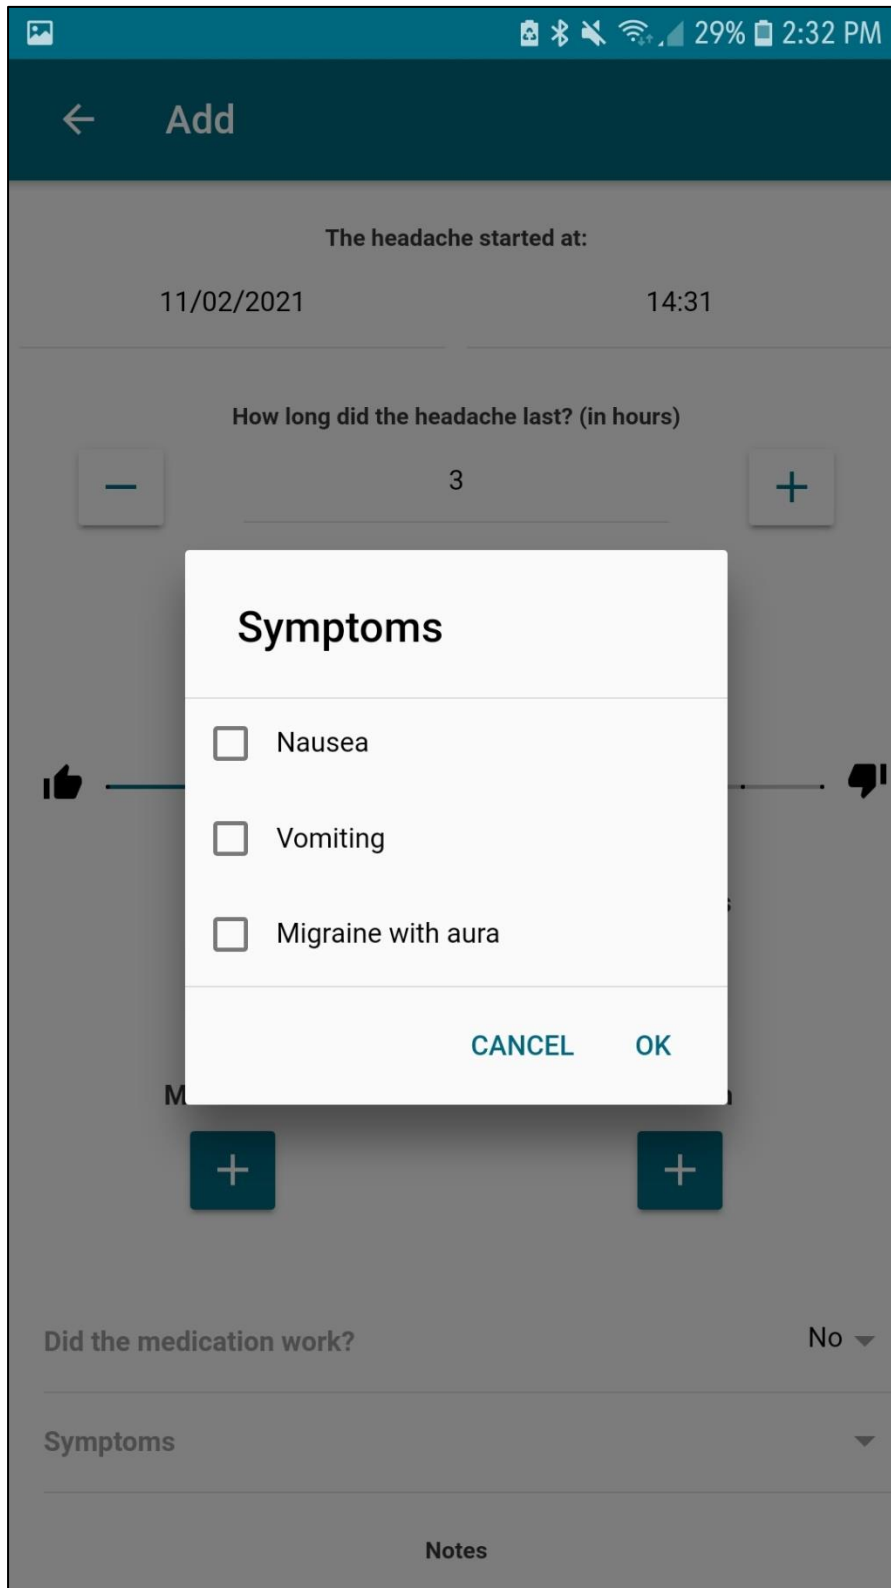 29% 2:32 PM
Add
The headache started at:
11/02/2021 14:31
How long did the headache last? (in hours)
3
Symptoms
Nausea
Vomiting
Migraine with aura
CANCEL OK
Did the medication work? No
Symptoms
Notes